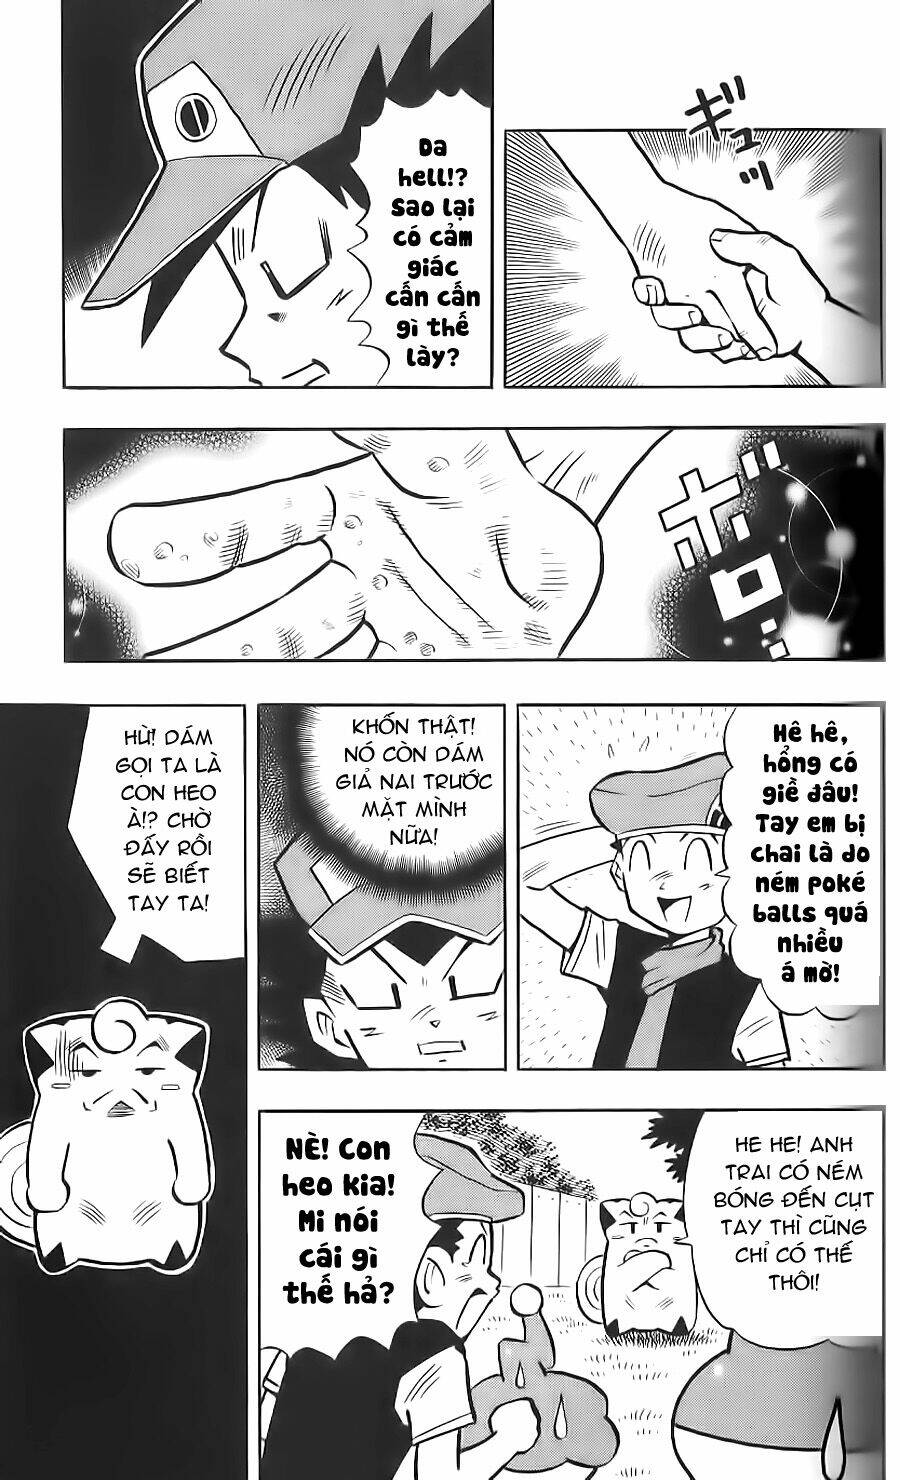 ギュッ
Da
hell!?
Sao lại
có cảm
giác
cấn cấn
gì thế
lày?
ボロ
Hê hê,
hổng có
giề đâu!
Tay em bị
chai là do
ném poké
balls quá
nhiều
á mờ!
KHỐN THẬT!
NÓ CÒN DÁM
GIẢ NAI TRƯỚC
MẶT MÌNH
NỮA!
HỪ! DÁM
GỌI TA LÀ
CON HEO
À!? CHỜ
ĐẤY RỒI
SẼ BIẾT
TAY TA!
HE HE! ANH
TRAI CÓ NÉM
BÓNG ĐẾN CỤT
TAY THÌ CŨNG
CHỈ CÓ THẾ
THÔI!
NÈ! Con
heo kia!
Mi nói
cái gì
thế hả?